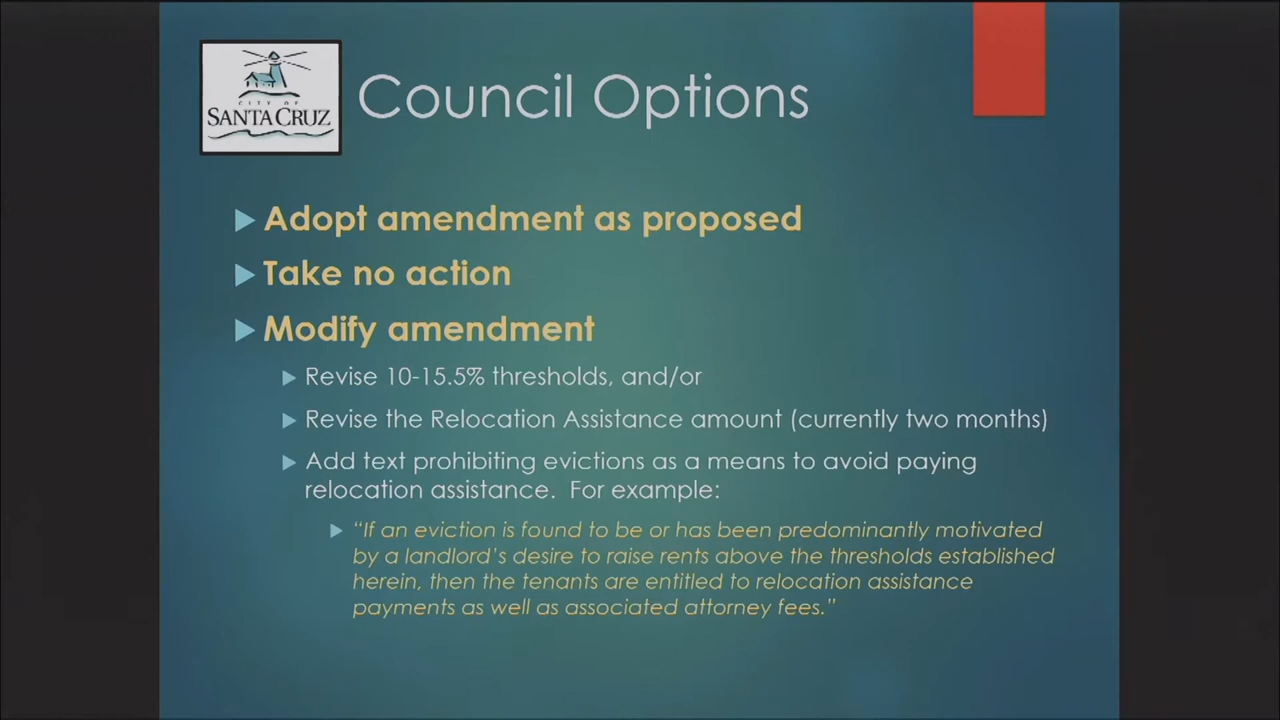 CITY OF
SANTA CRUZ
Council Options
Adopt amendment as proposed
Take no action
Modify amendment
Revise 10-15.5% thresholds, and/or
Revise the Relocation Assistance amount (currently two months)
Add text prohibiting evictions as a means to avoid paying
relocation assistance.  For example:
“If an eviction is found to be or has been predominantly motivated
by a landlord’s desire to raise rents above the thresholds established
herein, then the tenants are entitled to relocation assistance
payments as well as associated attorney fees.”